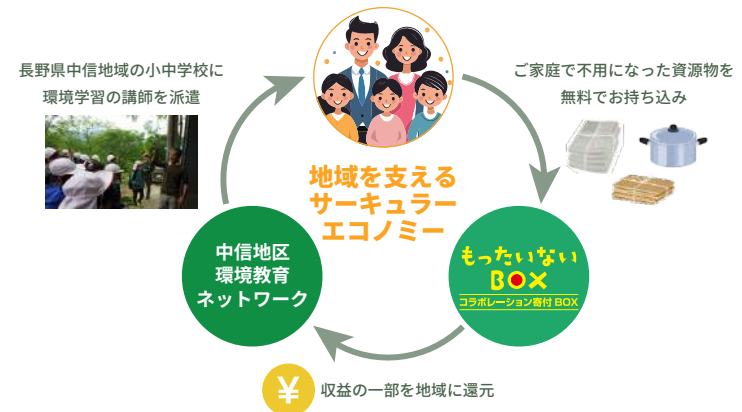 長野県中信地域の小中学校に
環境学習の講師を派遣
ご家庭で不用になった資源物を
無料でお持ち込み
地域を支える
サーキュラー
エコノミー
中信地区
環境教育
ネットワーク
もったいない
BOX
コラボレーション寄付BOX
¥
収益の一部を地域に還元